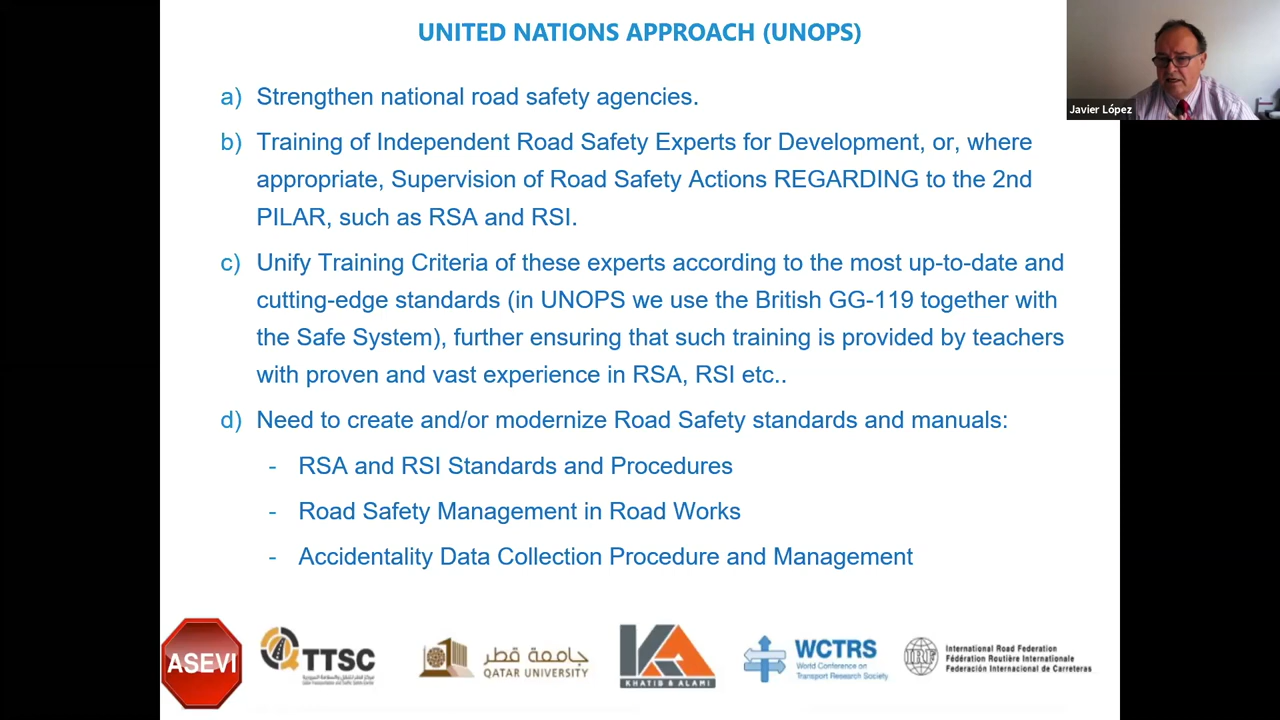 UNITED NATIONS APPROACH (UNOPS)
a) Strengthen national road safety agencies.
b) Training of Independent Road Safety Experts for Development, or, where
appropriate, Supervision of Road Safety Actions REGARDING to the 2nd
PILAR, such as RSA and RSI.
c) Unify Training Criteria of these experts according to the most up-to-date and
cutting-edge standards (in UNOPS we use the British GG-119 together with
the Safe System), further ensuring that such training is provided by teachers
with proven and vast experience in RSA, RSI etc..
d) Need to create and/or modernize Road Safety standards and manuals:
- RSA and RSI Standards and Procedures
- Road Safety Management in Road Works
- Accidentality Data Collection Procedure and Management
Javier López
ASEVI
QTTSC
جامعة قطر
QATAR UNIVERSITY
KA
KHATIB & ALAMI
WCTRS
World Conference on
Transport Research Society
IRF
International Road Federation
Fédération Routière Internationale
Federación Internacional de Carreteras